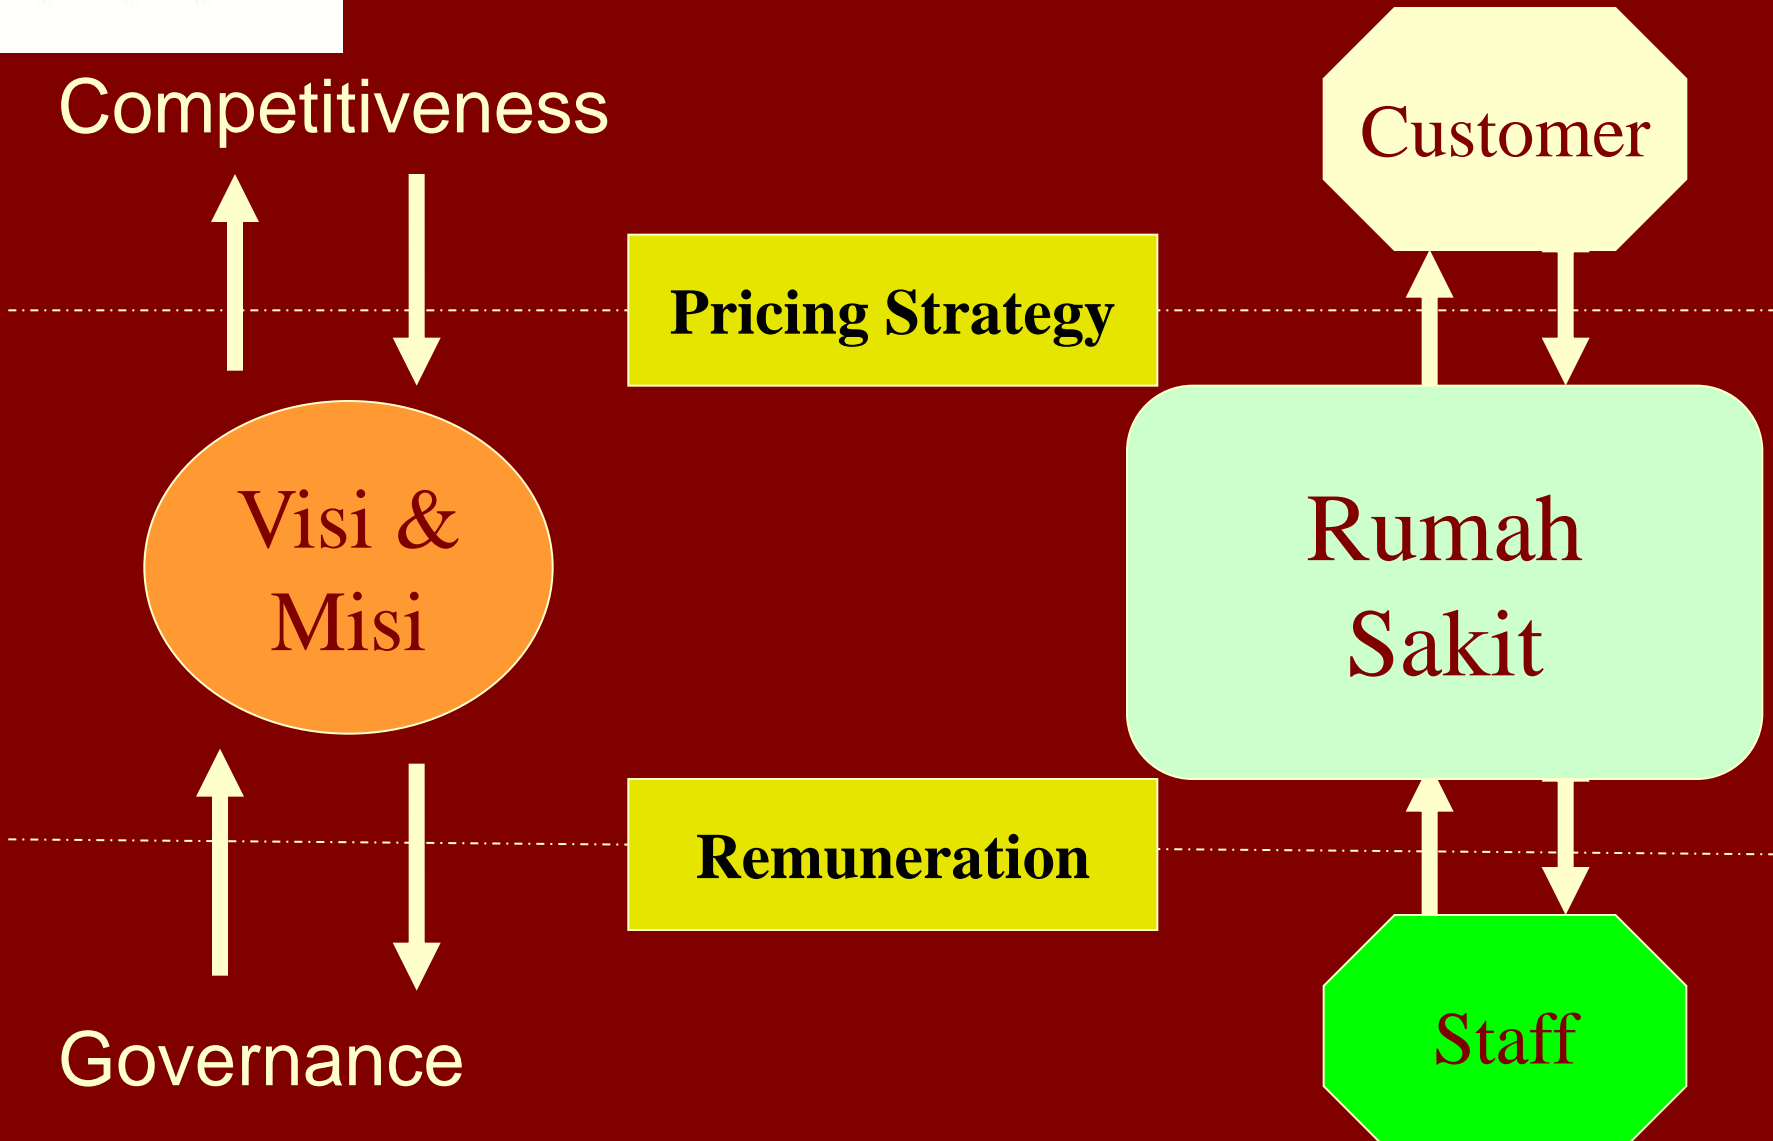 Competitiveness
Customer
Pricing Strategy
Visi &
Misi
Rumah
Sakit
Remuneration
Governance
Staff